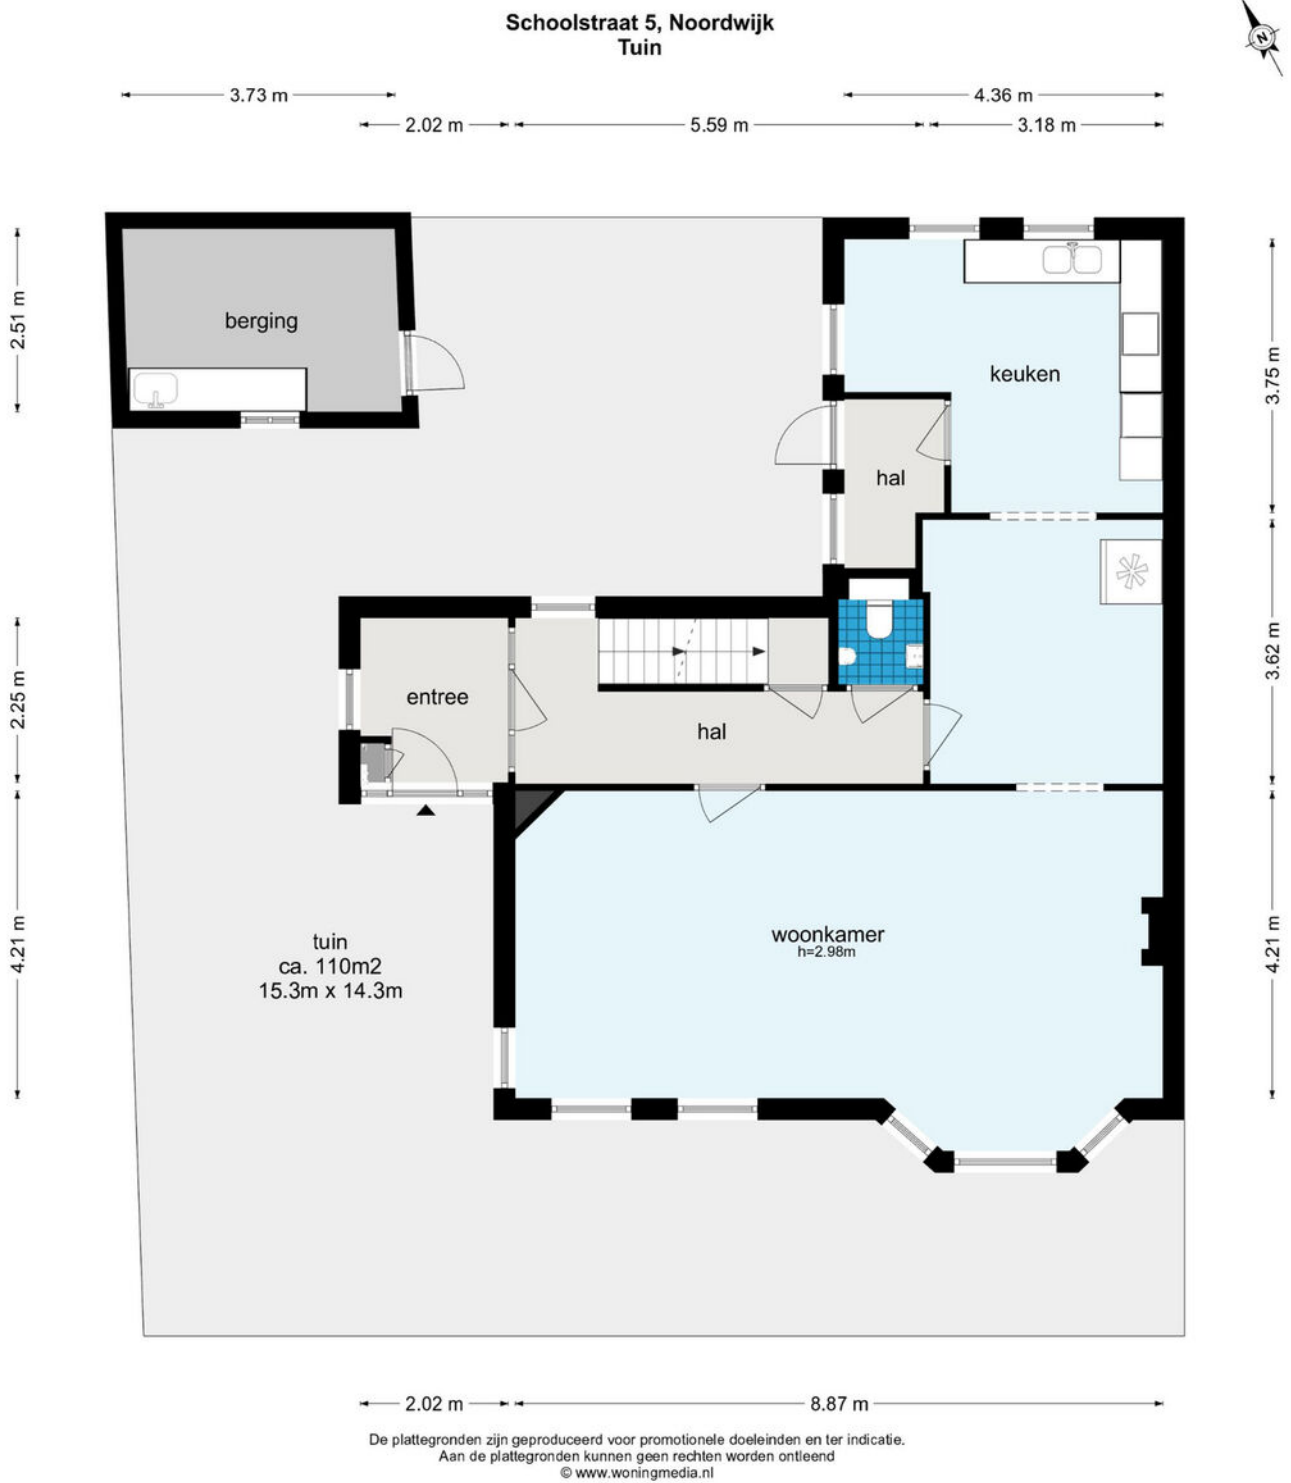 Schoolstraat 5, Noordwijk
Tuin
N
3.73 m
4.36 m
2.02 m
5.59 m
3.18 m
2.51 m
berging
keuken
3.75 m
hal
3.62 m
2.25 m
entree
hal
4.21 m
tuin
ca. 110m2
15.3m x 14.3m
woonkamer
h=2.98m
4.21 m
2.02 m
8.87 m
De plattegronden zijn geproduceerd voor promotionele doeleinden en ter indicatie.
Aan de plattegronden kunnen geen rechten worden ontleend
© www.woningmedia.nl